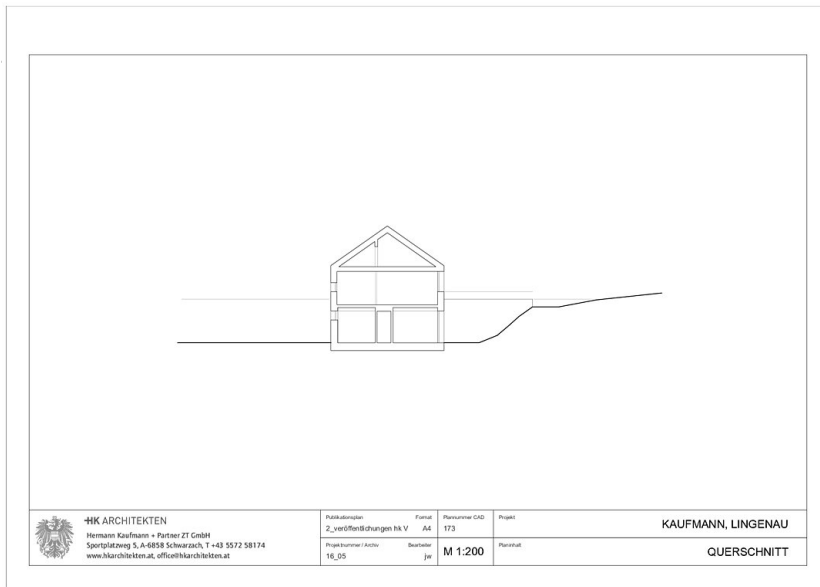 HK ARCHITEKTEN
Hermann Kaufmann + Partner ZT GmbH
Sportplatzweg 5, A-6858 Schwarzach, T +43 5572 58174
www.hkarchitekten.at, office@hkarchitekten.at
Publikationsplan Format
2_veröffentlichungen hk V A4
Projektnummer / Archiv Bearbeiter
16_05 jw
Plannummer CAD
173
M 1:200
Projekt
KAUFMANN, LINGENAU
Planinhalt
QUERSCHNITT